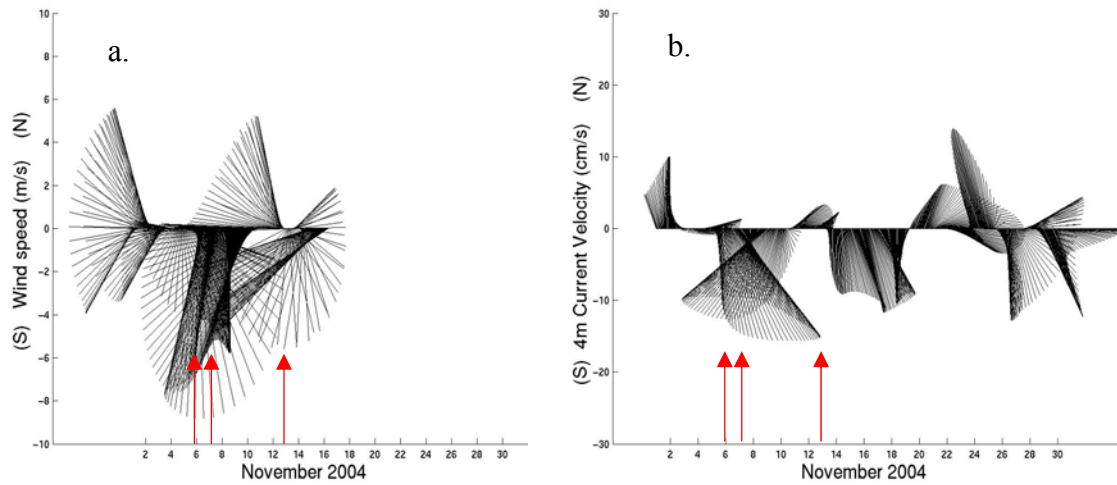 a.
10
8
6
4
2
0
-2
-4
-6
-8
-10
(S) Wind speed (m/s) (N)
2 4 6 8 10 12 14 16 18 20 22 24 26 28 30
November 2004
b.
30
20
10
0
-10
-20
-30
(S) 4m Current Velocity (cm/s) (N)
2 4 6 8 10 12 14 16 18 20 22 24 26 28 30
November 2004